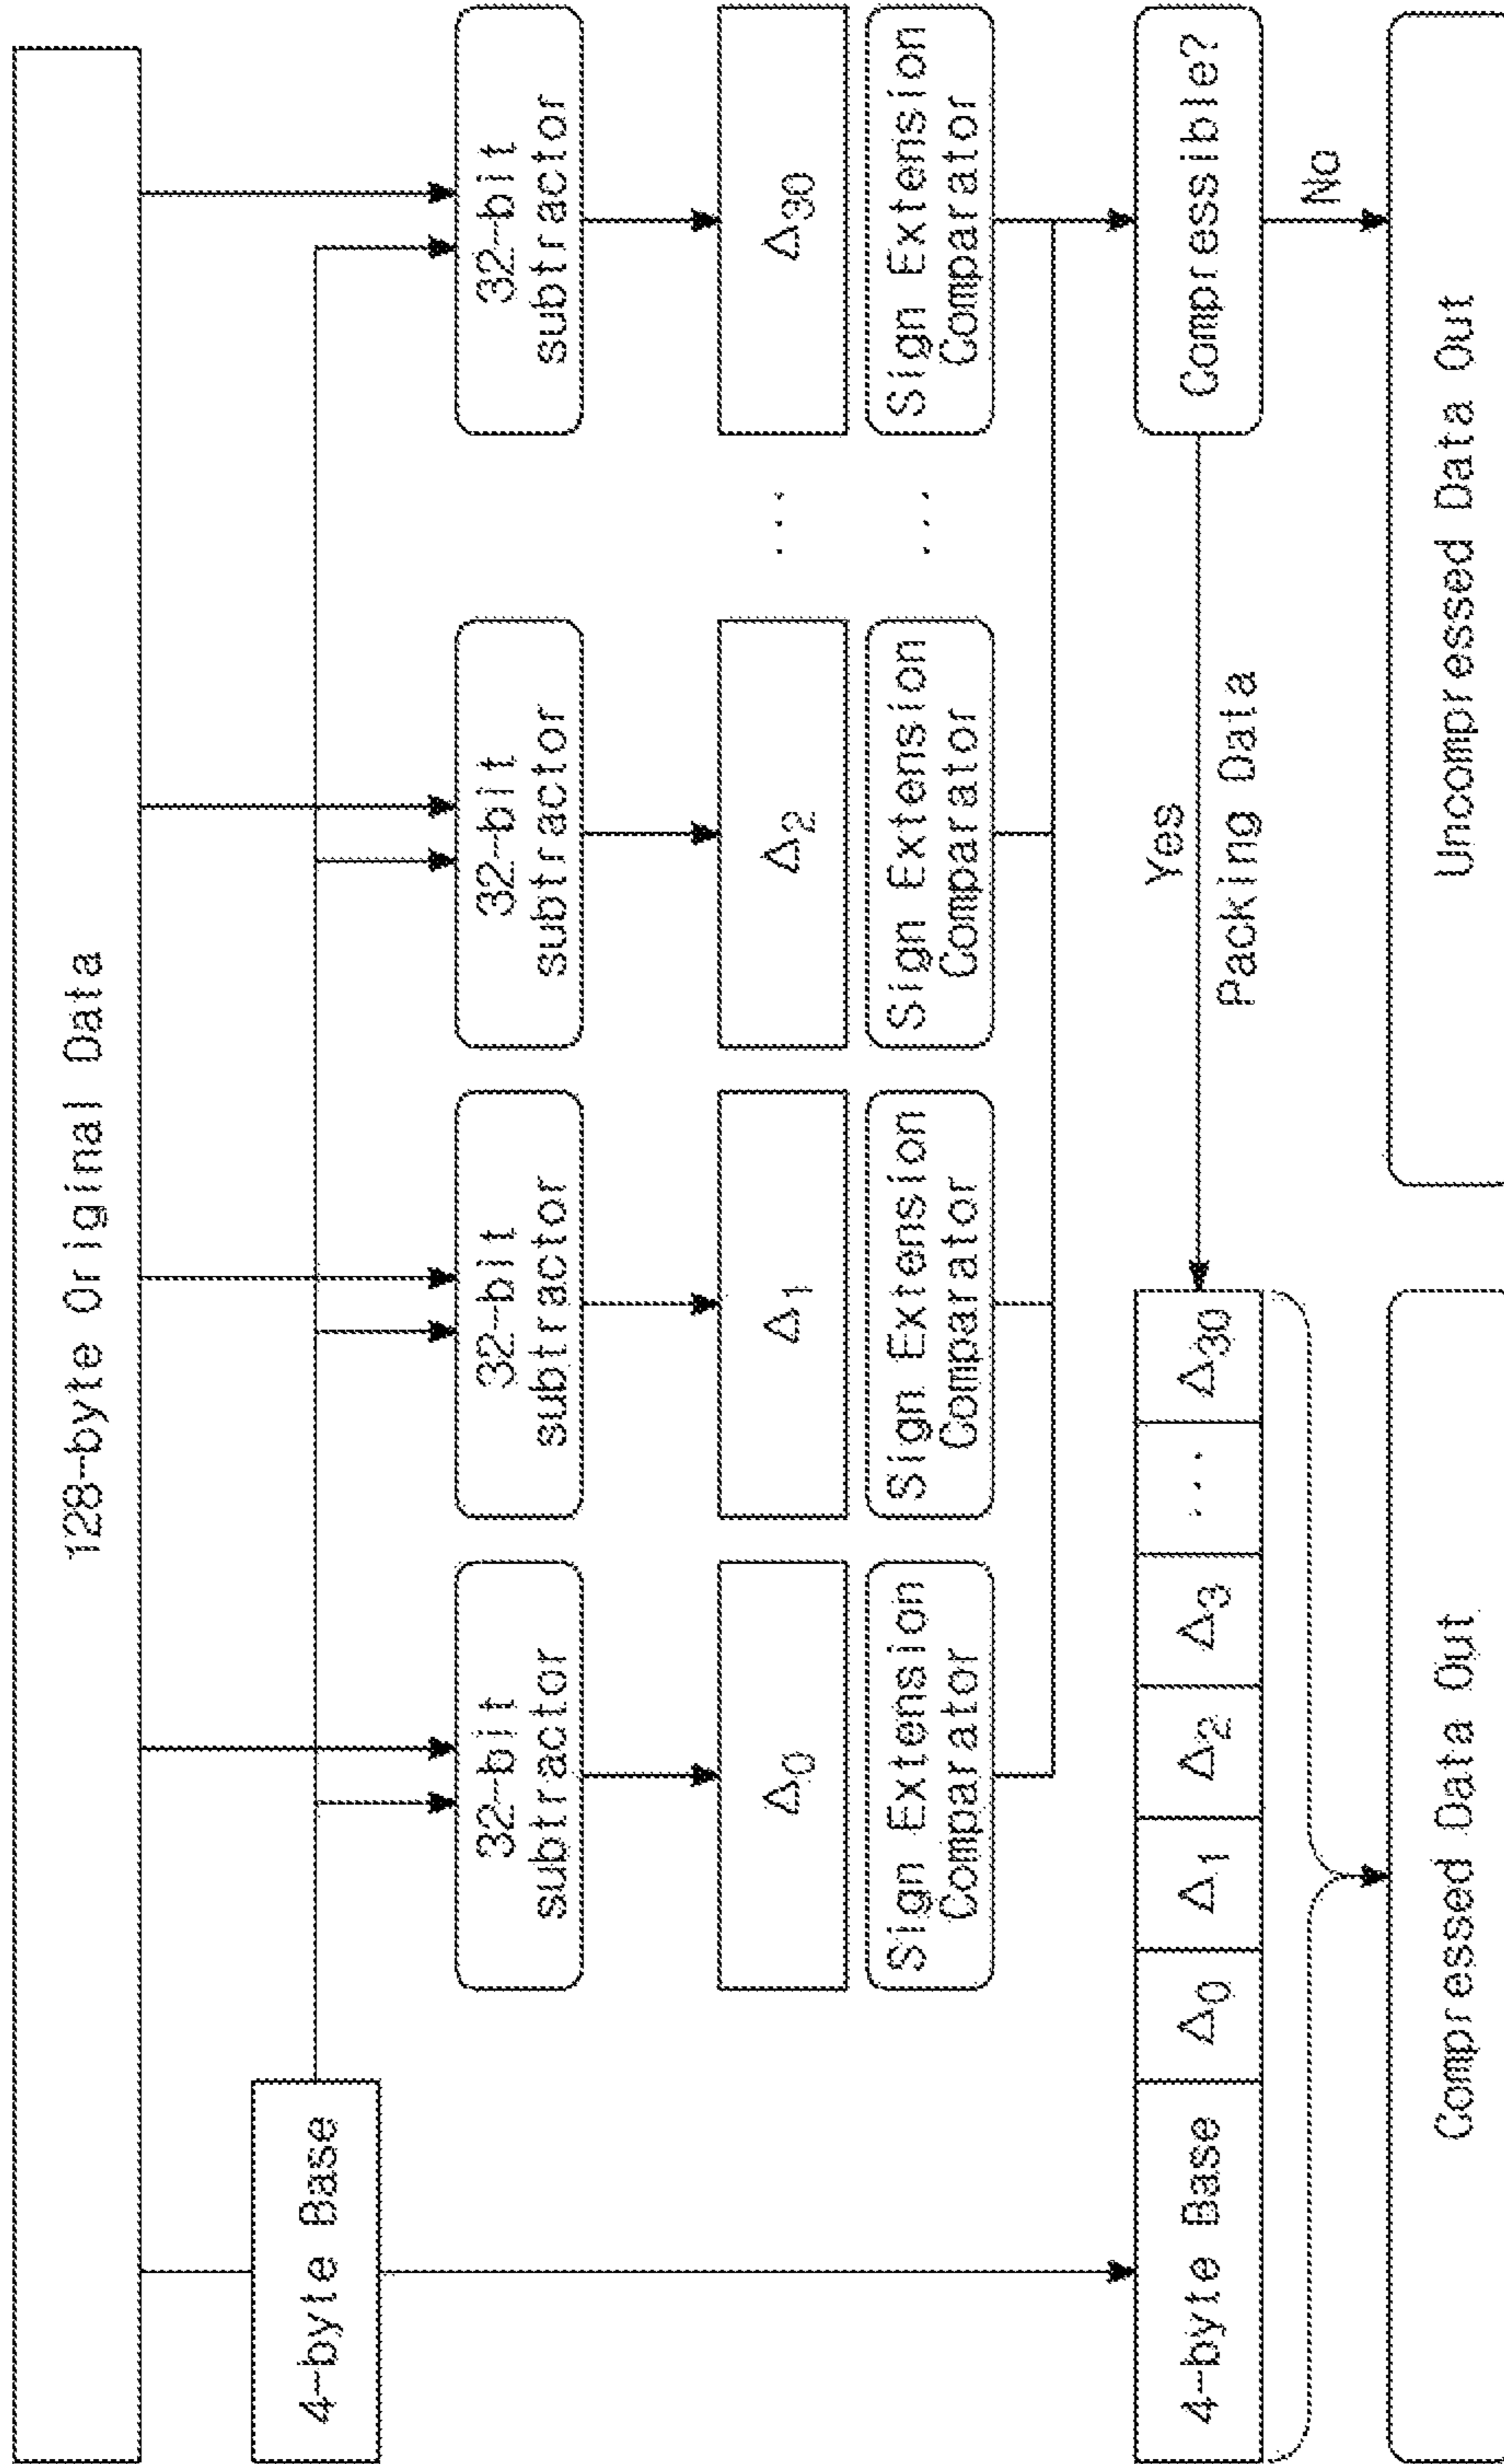 128-byte Original Data
4-byte Base
32-bit
subtractor
32-bit
subtractor
32-bit
subtractor
32-bit
subtractor
Δ0
Δ1
Δ2
...
Δ30
Sign Extension
Comparator
Sign Extension
Comparator
Sign Extension
Comparator
...
Sign Extension
Comparator
4-byte Base
Δ0
Δ1
Δ2
Δ3
...
Δ30
Yes
Packing Data
Compressible?
No
Compressed Data Out
Uncompressed Data Out